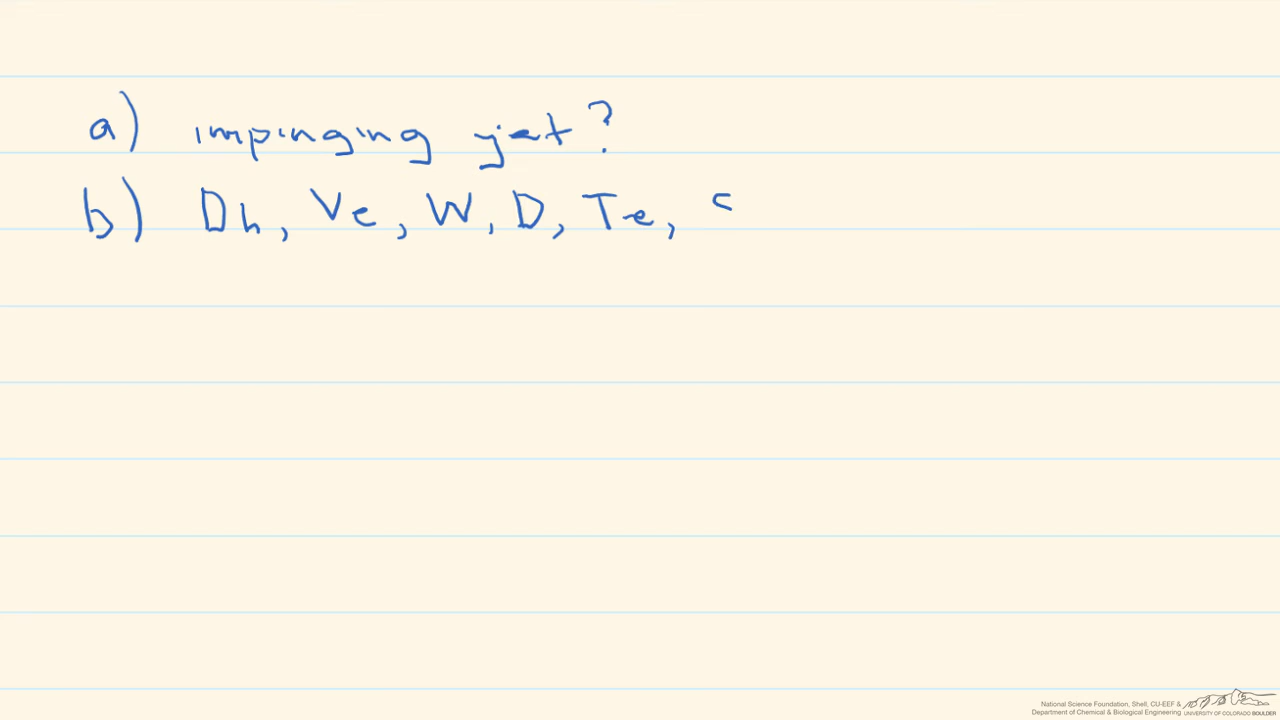 a) impinging jet?
b) Dh, Ve, W, D, Te,
National Science Foundation, Shell, CU-EEF &
Department of Chemical & Biological Engineering
UNIVERSITY OF COLORADO BOULDER